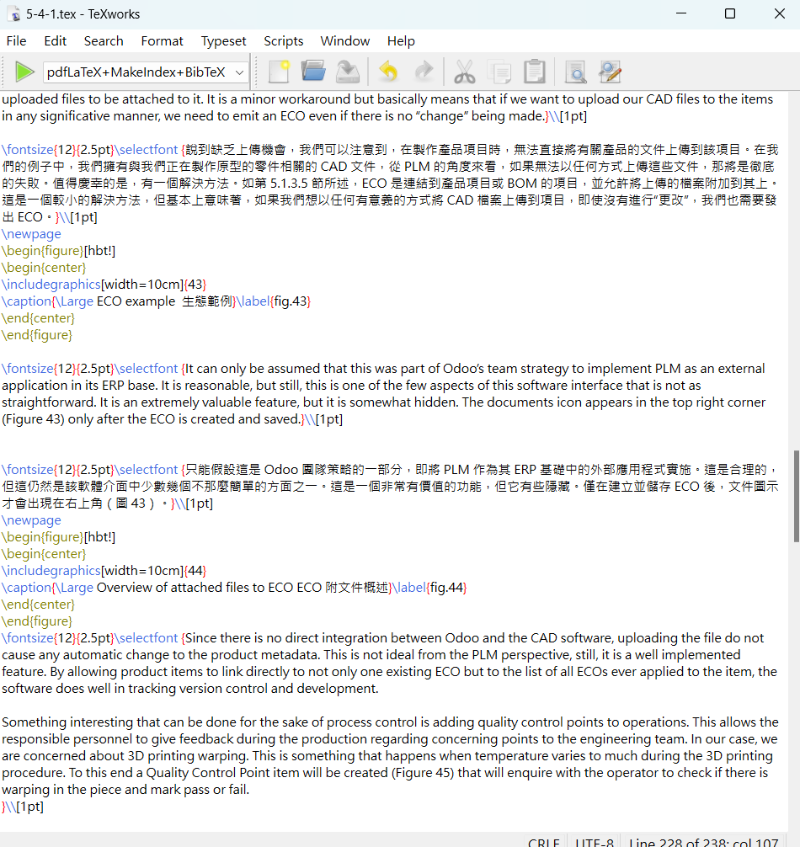 5-4-1.tex - TeXworks
File Edit Search Format Typeset Scripts Window Help
pdfLaTeX+MakeIndex+BibTeX
uploaded files to be attached to it. It is a minor workaround but basically means that if we want to upload our CAD files to the items
in any significative manner, we need to emit an ECO even if there is no “change” being made.}\\[1pt]
\fontsize{12}{2.5pt}\selectfont {說到缺乏上傳機會，我們可以注意到，在製作產品項目時，無法直接將有關產品的文件上傳到該項目。在我
們的例子中，我們擁有與我們正在製作原型的零件相關的 CAD 文件，從 PLM 的角度來看，如果無法以任何方式上傳這些文件，那將是徹底
的失敗。值得慶幸的是，有一個解決方法。如第 5.1.3.5 節所述，ECO 是連結到產品項目或 BOM 的項目，並允許將上傳的檔案附加到其上。
這是一個較小的解決方法，但基本上意味著，如果我們想以任何有意義的方式將 CAD 檔案上傳到項目，即使沒有進行“更改”，我們也需要發
出 ECO。}\\[1pt]
\newpage
\begin{figure}[hbt!]
\begin{center}
\includegraphics[width=10cm]{43}
\caption{\Large ECO example  生態範例}\label{fig.43}
\end{center}
\end{figure}
\fontsize{12}{2.5pt}\selectfont {It can only be assumed that this was part of Odoo’s team strategy to implement PLM as an external
application in its ERP base. It is reasonable, but still, this is one of the few aspects of this software interface that is not as
straightforward. It is an extremely valuable feature, but it is somewhat hidden. The documents icon appears in the top right corner
(Figure 43) only after the ECO is created and saved.}\\[1pt]
\fontsize{12}{2.5pt}\selectfont {只能假設這是 Odoo 團隊策略的一部分，即將 PLM 作為其 ERP 基礎中的外部應用程式實施。這是合理的，
但這仍然是該軟體介面中少數幾個不那麼簡單的方面之一。這是一個非常有價值的功能，但它有些隱藏。僅在建立並儲存 ECO 後，文件圖示
才會出現在右上角（圖 43）。}\\[1pt]
\newpage
\begin{figure}[hbt!]
\begin{center}
\includegraphics[width=10cm]{44}
\caption{\Large Overview of attached files to ECO ECO 附文件概述}\label{fig.44}
\end{center}
\end{figure}
\fontsize{12}{2.5pt}\selectfont {Since there is no direct integration between Odoo and the CAD software, uploading the file do not
cause any automatic change to the product metadata. This is not ideal from the PLM perspective, still, it is a well implemented
feature. By allowing product items to link directly to not only one existing ECO but to the list of all ECOs ever applied to the item, the
software does well in tracking version control and development.
Something interesting that can be done for the sake of process control is adding quality control points to operations. This allows the
responsible personnel to give feedback during the production regarding concerning points to the engineering team. In our case, we
are concerned about 3D printing warping. This is something that happens when temperature varies to much during the 3D printing
procedure. To this end a Quality Control Point item will be created (Figure 45) that will enquire with the operator to check if there is
warping in the piece and mark pass or fail.
}\\[1pt]
CRLF UTF-8 Line 228 of 238; col 107